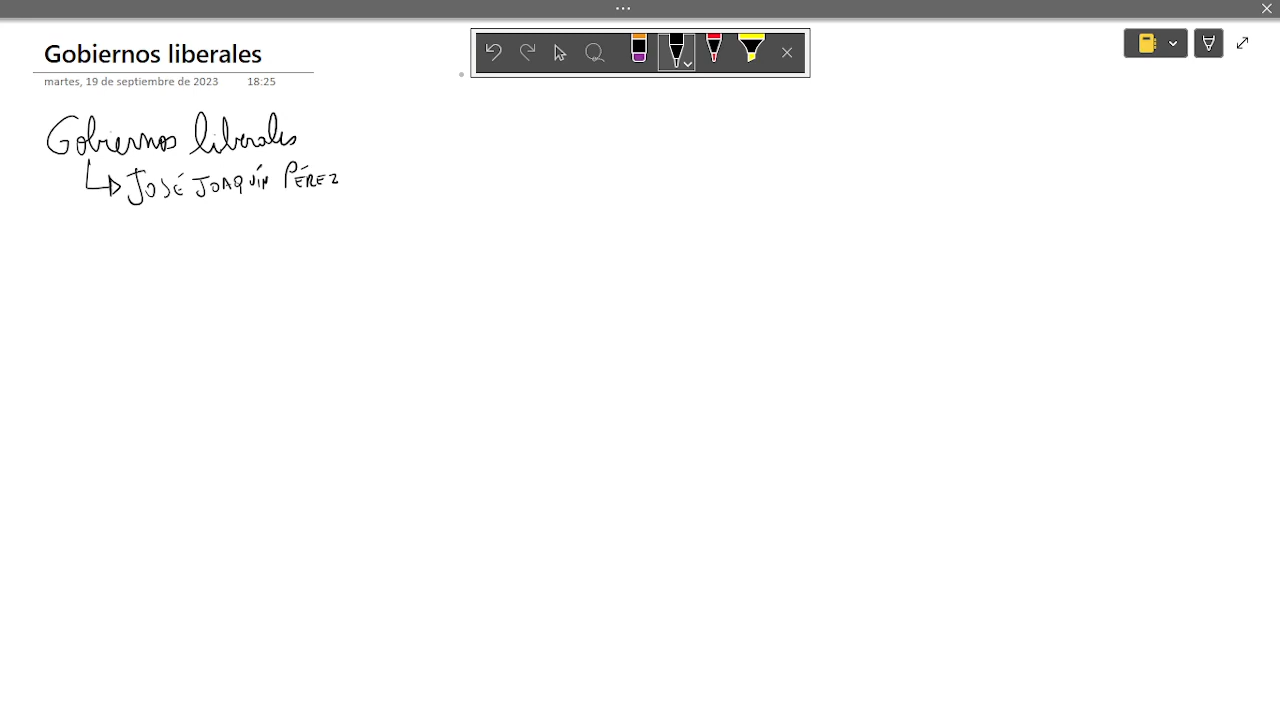 Gobiernos liberales
martes, 19 de septiembre de 2023 18:25
Gobiernos liberales
JOSÉ JOAQUÍN PÉREZ